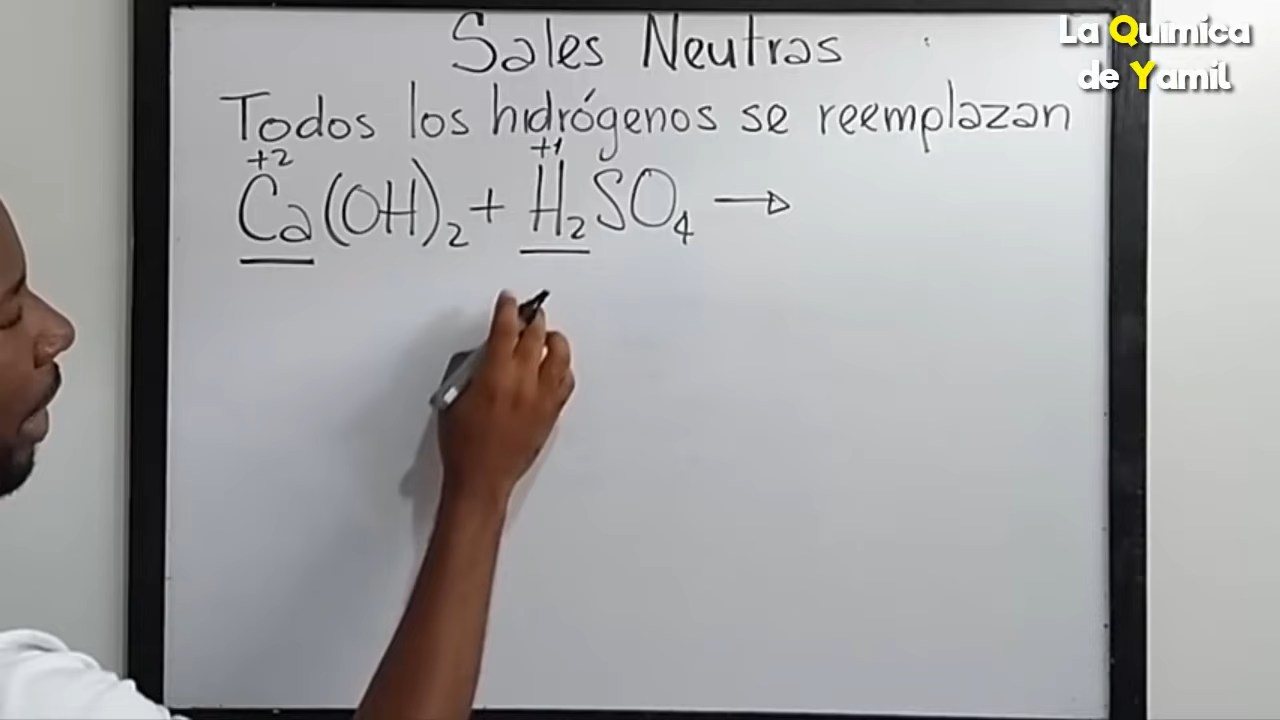 Sales Neutras
Todos los hidrógenos se reemplazan
+2 +1
Ca(OH)₂ + H₂SO₄ →
La Química
de Yamil